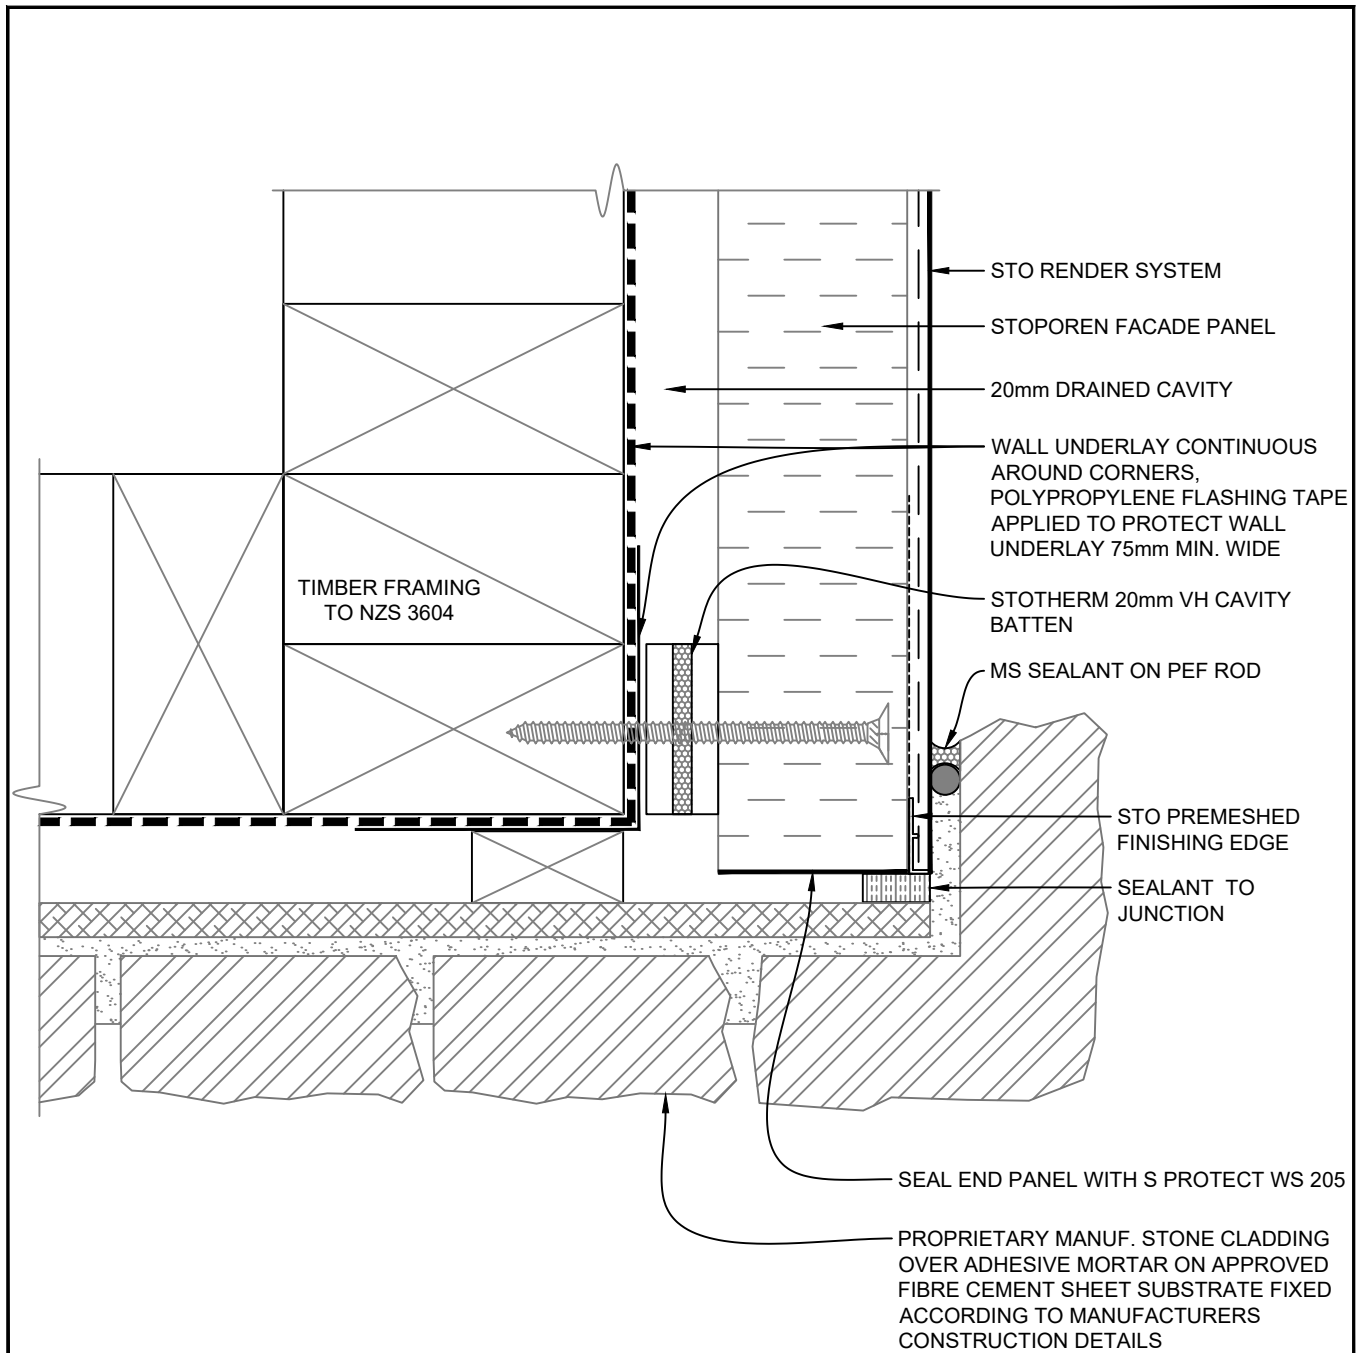 STO RENDER SYSTEM
STOPOREN FACADE PANEL
20mm DRAINED CAVITY
WALL UNDERLAY CONTINUOUS
AROUND CORNERS,
POLYPROPYLENE FLASHING TAPE
APPLIED TO PROTECT WALL
UNDERLAY 75mm MIN. WIDE
TIMBER FRAMING
TO NZS 3604
STOTHERM 20mm VH CAVITY
BATTEN
MS SEALANT ON PEF ROD
STO PREMESHED
FINISHING EDGE
SEALANT TO
JUNCTION
SEAL END PANEL WITH S PROTECT WS 205
PROPRIETARY MANUF. STONE CLADDING
OVER ADHESIVE MORTAR ON APPROVED
FIBRE CEMENT SHEET SUBSTRATE FIXED
ACCORDING TO MANUFACTURERS
CONSTRUCTION DETAILS